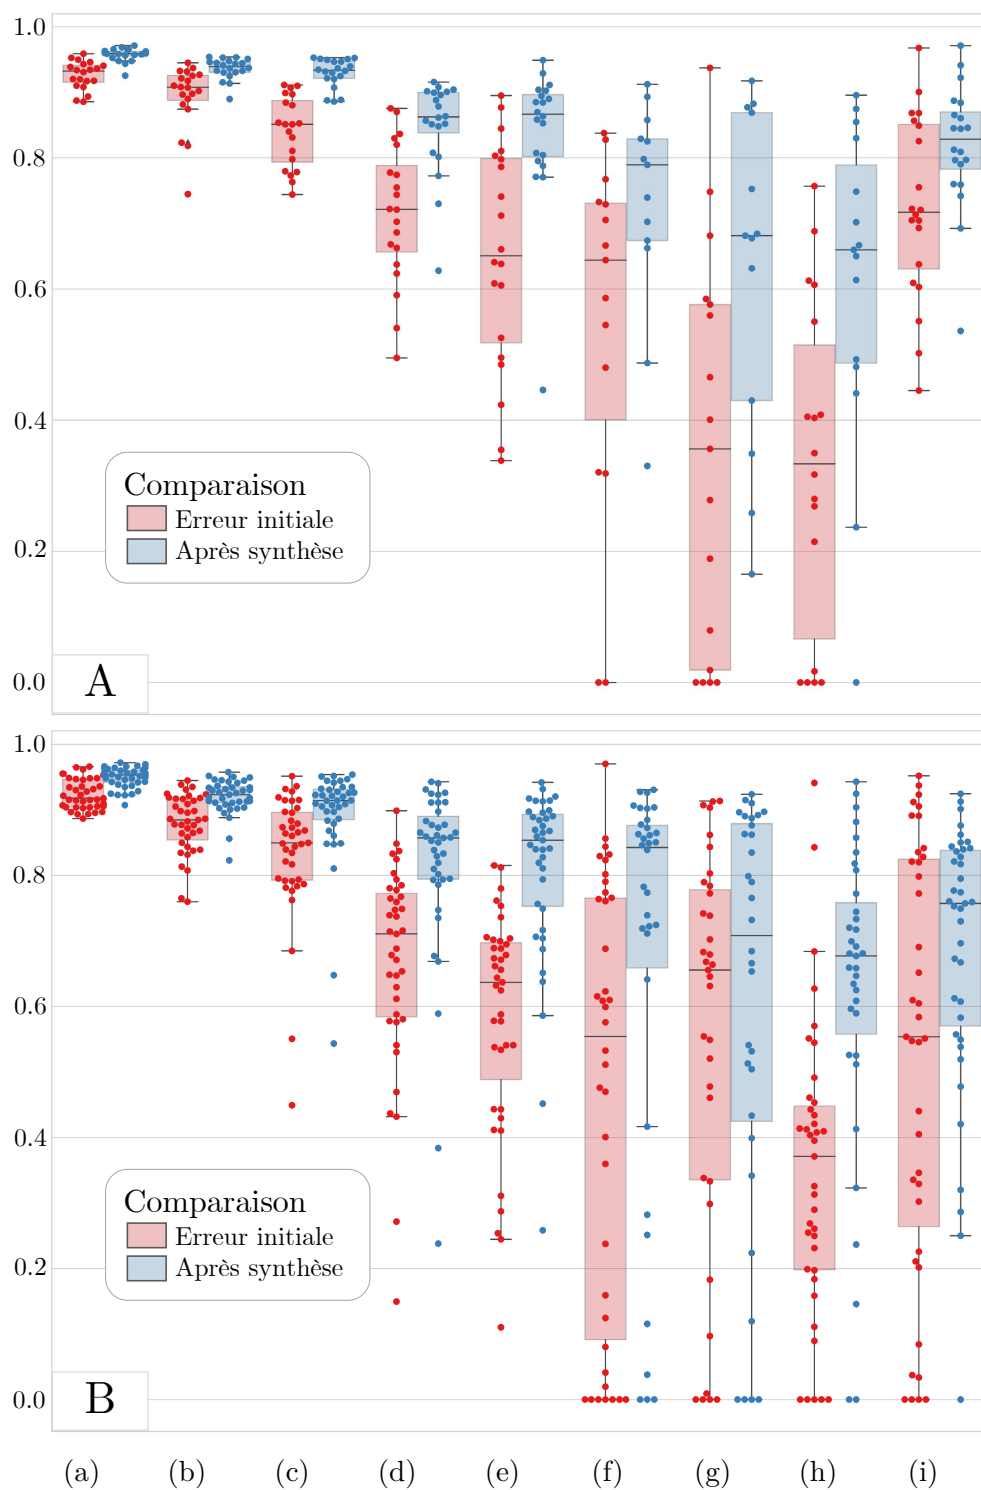 1.0
0.8
0.6
0.4
Comparaison
Erreur initiale
Après synthèse
0.2
0.0
A
1.0
0.8
0.6
0.4
Comparaison
Erreur initiale
Après synthèse
0.2
0.0
B
(a) (b) (c) (d) (e) (f) (g) (h) (i)